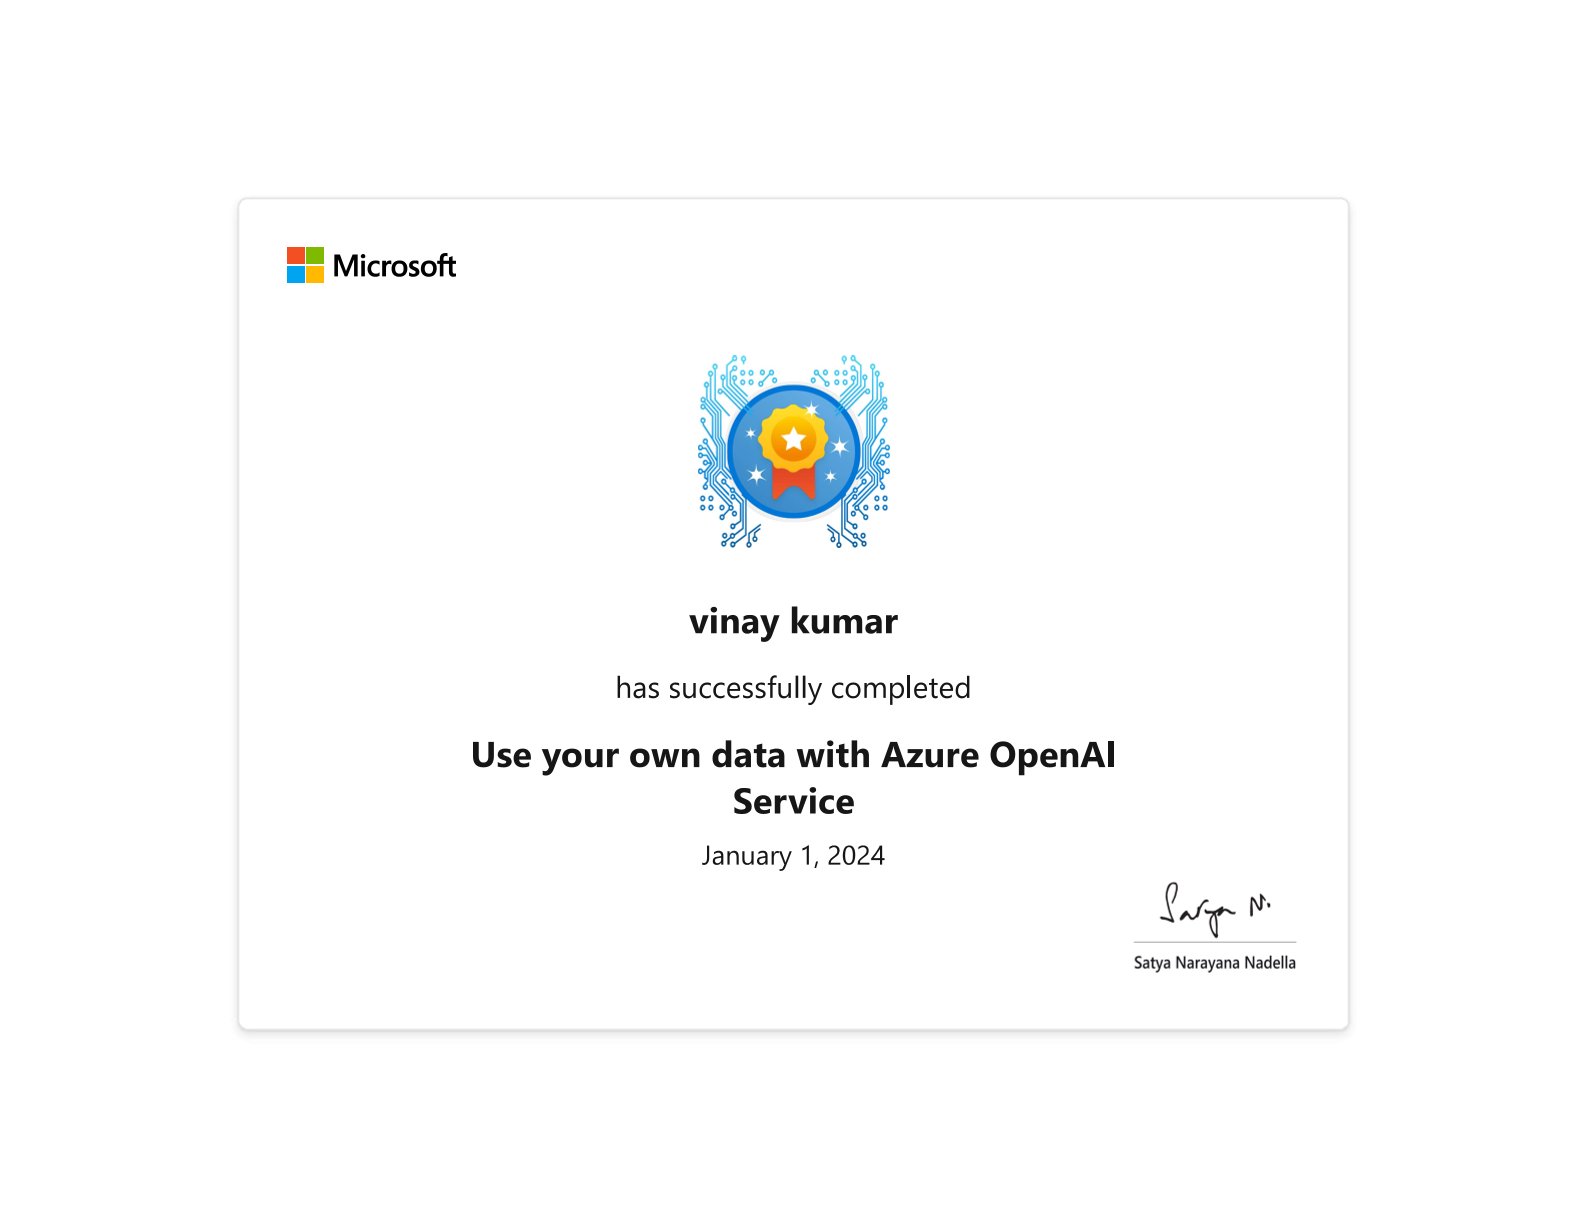 Microsoft
vinay kumar
has successfully completed
Use your own data with Azure OpenAI
Service
January 1, 2024
Satya N.
Satya Narayana Nadella